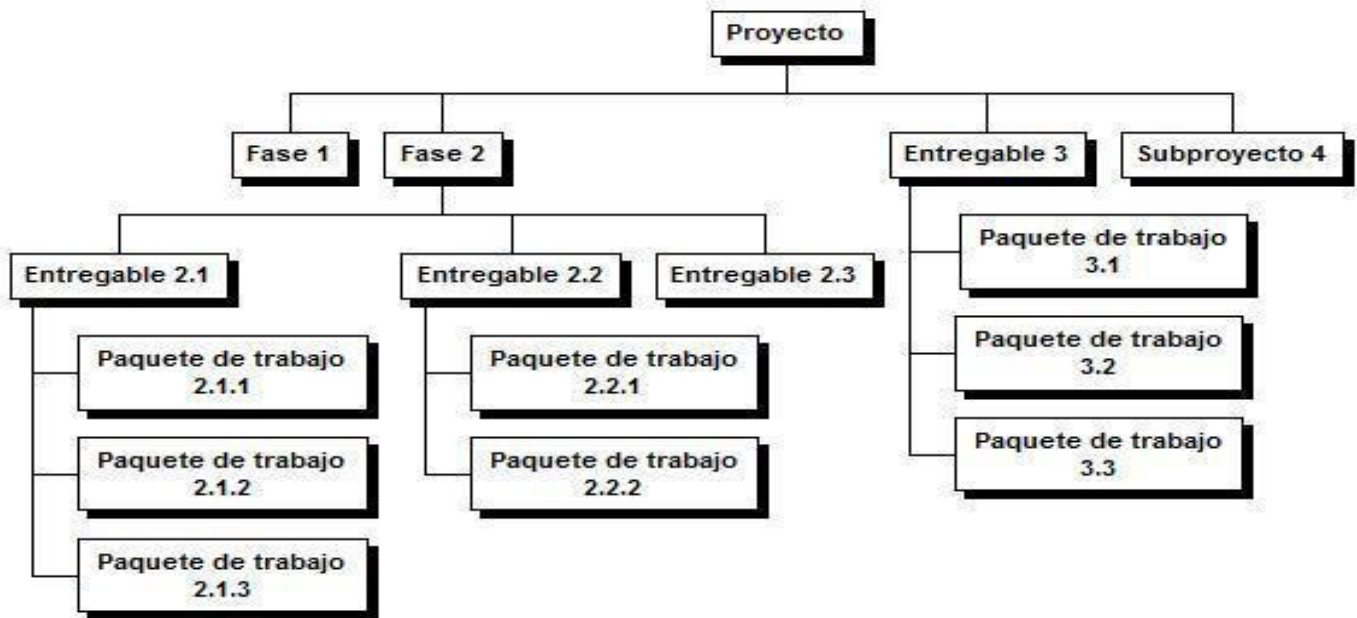 Proyecto
Fase 1
Fase 2
Entregable 3
Subproyecto 4
Entregable 2.1
Entregable 2.2
Entregable 2.3
Paquete de trabajo
2.1.1
Paquete de trabajo
2.1.2
Paquete de trabajo
2.1.3
Paquete de trabajo
2.2.1
Paquete de trabajo
2.2.2
Paquete de trabajo
3.1
Paquete de trabajo
3.2
Paquete de trabajo
3.3